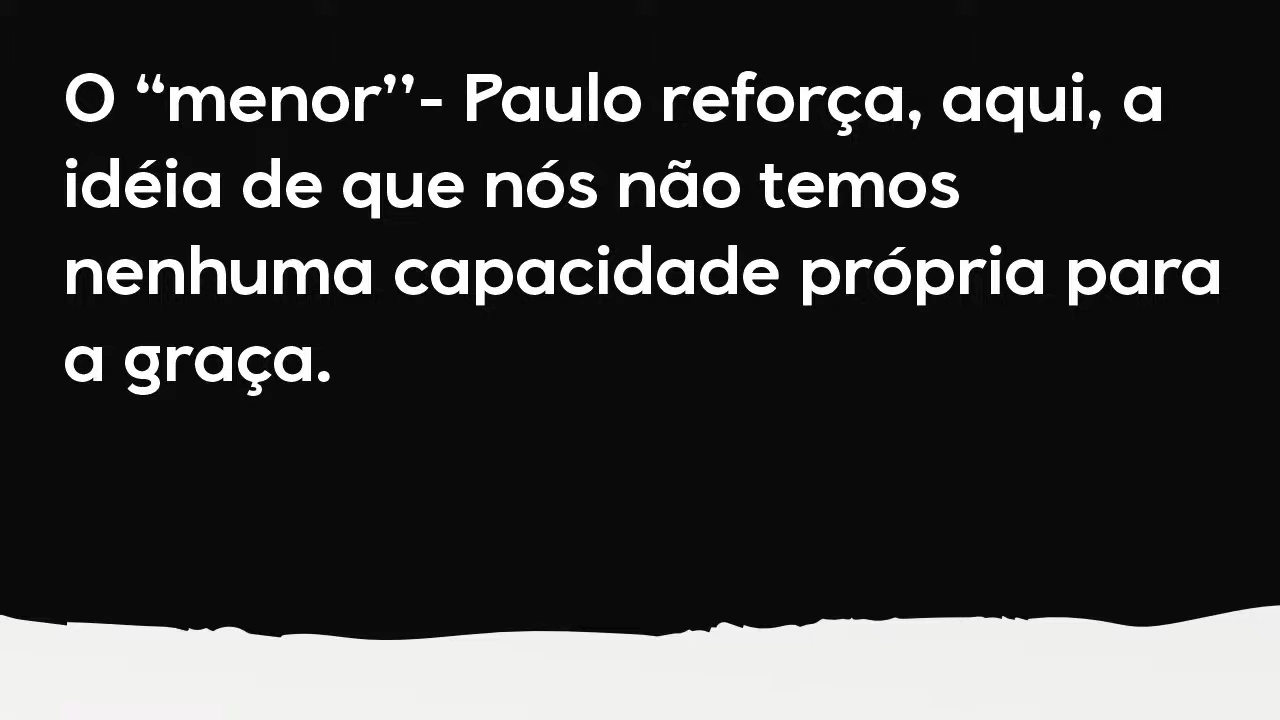 O “menor”- Paulo reforça, aqui, a
idéia de que nós não temos
nenhuma capacidade própria para
a graça.